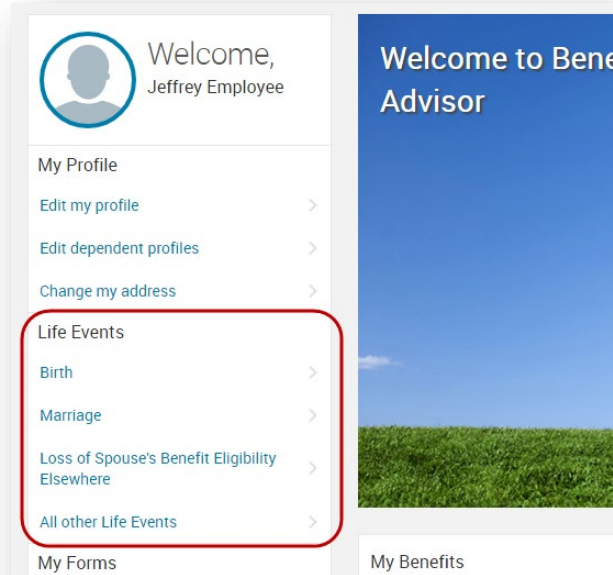 Welcome,
Jeffrey Employee
My Profile
Edit my profile
Edit dependent profiles
Change my address
Life Events
Birth
Marriage
Loss of Spouse's Benefit Eligibility
Elsewhere
All other Life Events
My Forms
Welcome to Bene
Advisor
My Benefits